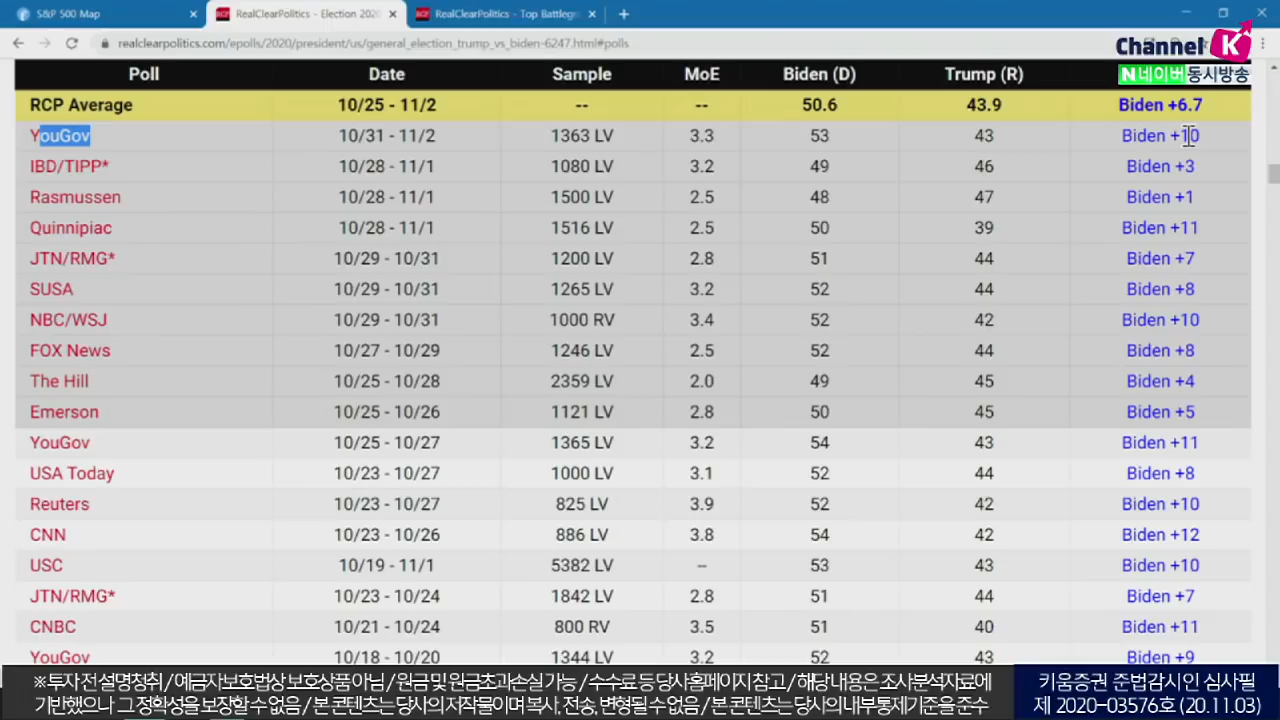 S&P 500 Map
RealClearPolitics - Election 2020
RealClearPolitics - Top Battlegro
realclearpolitics.com/epolls/2020/president/us/general_election_trump_vs_biden-6247.html#polls
Channel K
N 네이버 동시방송
Poll Date Sample MoE Biden (D) Trump (R)
RCP Average 10/25 - 11/2 -- -- 50.6 43.9 Biden +6.7
YouGov 10/31 - 11/2 1363 LV 3.3 53 43 Biden +10
IBD/TIPP* 10/28 - 11/1 1080 LV 3.2 49 46 Biden +3
Rasmussen 10/28 - 11/1 1500 LV 2.5 48 47 Biden +1
Quinnipiac 10/28 - 11/1 1516 LV 2.5 50 39 Biden +11
JTN/RMG* 10/29 - 10/31 1200 LV 2.8 51 44 Biden +7
SUSA 10/29 - 10/31 1265 LV 3.2 52 44 Biden +8
NBC/WSJ 10/29 - 10/31 1000 RV 3.4 52 42 Biden +10
FOX News 10/27 - 10/29 1246 LV 2.5 52 44 Biden +8
The Hill 10/25 - 10/28 2359 LV 2.0 49 45 Biden +4
Emerson 10/25 - 10/26 1121 LV 2.8 50 45 Biden +5
YouGov 10/25 - 10/27 1365 LV 3.2 54 43 Biden +11
USA Today 10/23 - 10/27 1000 LV 3.1 52 44 Biden +8
Reuters 10/23 - 10/27 825 LV 3.9 52 42 Biden +10
CNN 10/23 - 10/26 886 LV 3.8 54 42 Biden +12
USC 10/19 - 11/1 5382 LV -- 53 43 Biden +10
JTN/RMG* 10/23 - 10/24 1842 LV 2.8 51 44 Biden +7
CNBC 10/21 - 10/24 800 RV 3.5 51 40 Biden +11
YouGov 10/18 - 10/20 1344 LV 3.2 52 43 Biden +9
※투자 전 설명청취 / 예금자보호법상 보호상품 아님 / 원금 및 원금초과손실 가능 / 수수료 등 당사 홈페이지 참고 / 해당 내용은 조사분석자료에
기반했으나 그 정확성을 보장할 수 없음 / 본 콘텐츠는 당사의 저작물이며 복사, 전송, 변형될 수 없음 / 본 콘텐츠는 당사의 내부통제기준을 준수
키움증권 준법감시인 심사필
제 2020-03576호 (20.11.03)